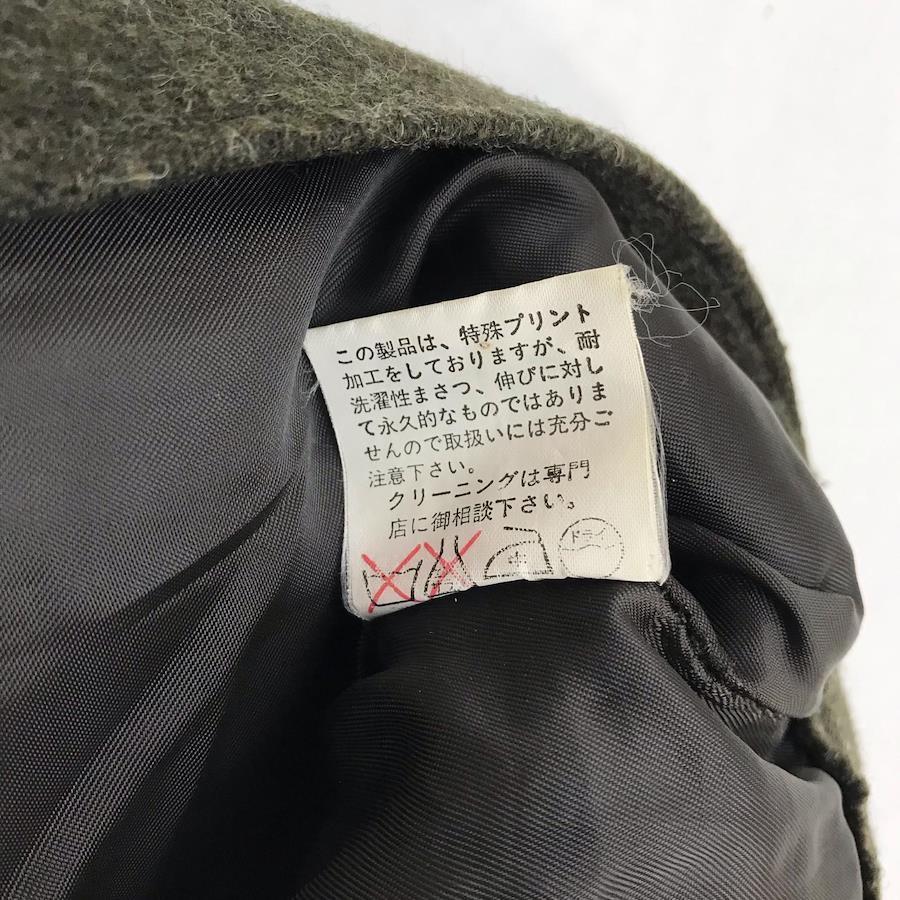 この製品は、特殊プリント
加工をしておりますが、耐
洗濯性まさつ、伸びに対し
て永久的なものではありま
せんので取扱いには充分ご
注意下さい。
クリーニングは専門
店に御相談下さい。
ドライ